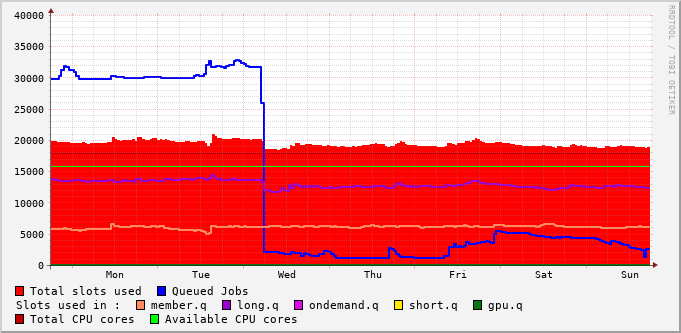 RRDTOOL / TOBI OETIKER
40000
35000
30000
25000
20000
15000
10000
5000
0
Mon Tue Wed Thu Fri Sat Sun
Total slots used Queued Jobs
Slots used in : member.q long.q ondemand.q short.q gpu.q
Total CPU cores Available CPU cores